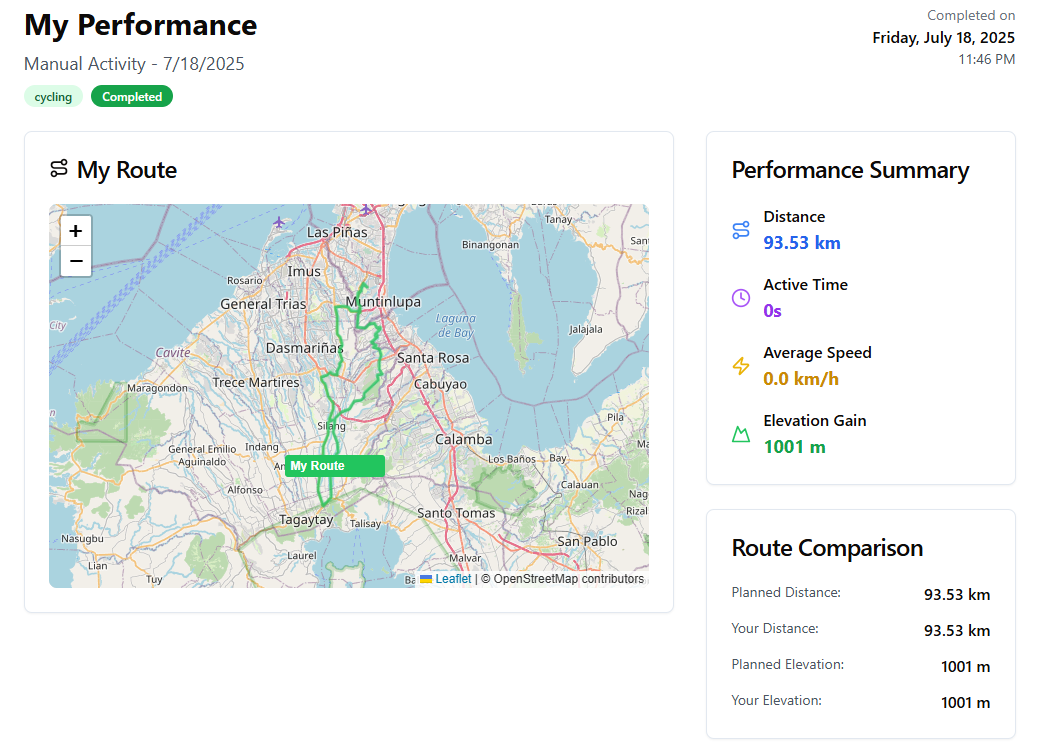 My Performance
Manual Activity - 7/18/2025
cycling
Completed
Completed on
Friday, July 18, 2025
11:46 PM
My Route
+
−
Las Piñas
Tanay
Binangonan
Imus
Rosario
General Trias
Muntinlupa
Laguna
de Bay
City
Jalajala
Cavite
Dasmariñas
Santa Rosa
Maragondon
Trece Martires
Cabuyao
Silang
Pila
General Emilio
Aguinaldo
Indang
Calamba
Los Baños
Bay
My Route
Alfonso
Calauan
Nag
Rizal
Tagaytay
Talisay
Santo Tomas
Nasugbu
San Pablo
Laurel
Lian
Malvar
Tuy
Leaflet | © OpenStreetMap contributors
Performance Summary
Distance
93.53 km
Active Time
0s
Average Speed
0.0 km/h
Elevation Gain
1001 m
Route Comparison
Planned Distance: 93.53 km
Your Distance: 93.53 km
Planned Elevation: 1001 m
Your Elevation: 1001 m